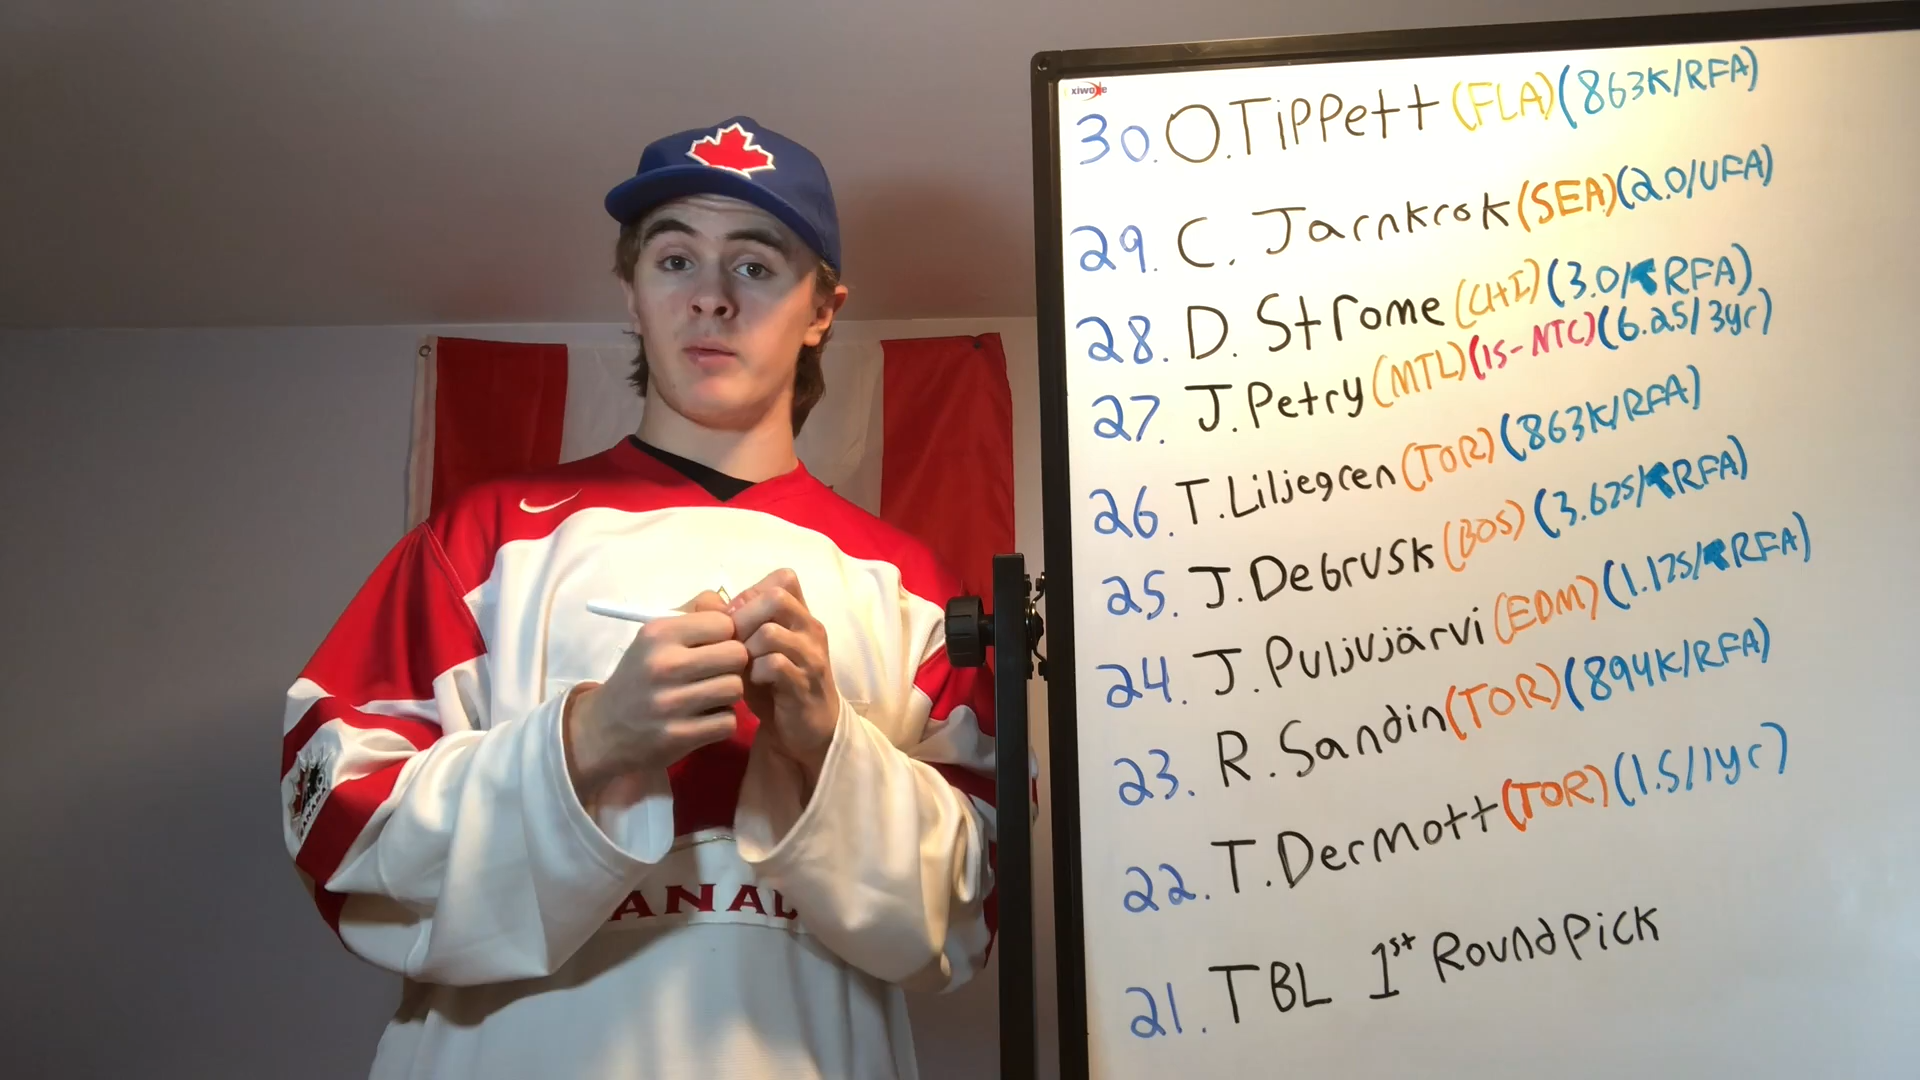 xiwode
30. O.Tippett (FLA) (863K/RFA)
29. C. Jarnkrok (SEA) (2.0/UFA)
28. D. Strome (CHI) (3.0/RFA)
27. J. Petry (MTL) (15-NTC) (6.25/3yr)
26. T. Liljegren (TOR) (863K/RFA)
25. J. Debrusk (BOS) (3.625/RFA)
24. J. Puljujärvi (EDM) (1.175/RFA)
23. R. Sandin (TOR) (894K/RFA)
22. T. Dermott (TOR) (1.5/1yr)
21. TBL 1st Round Pick
ANAD